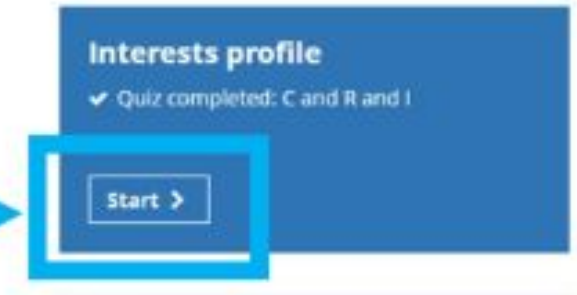 Interests profile
✔ Quiz completed: C and R and I
Start >